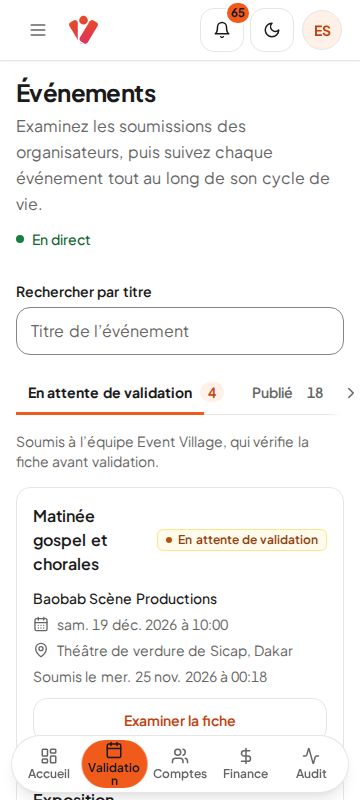 65
ES
Événements
Examinez les soumissions des
organisateurs, puis suivez chaque
événement tout au long de son cycle de
vie.
En direct
Rechercher par titre
Titre de l'événement
En attente de validation 4 Publié 18
Soumis à l'équipe Event Village, qui vérifie la
fiche avant validation.
Matinée
gospel et
chorales
En attente de validation
Baobab Scène Productions
sam. 19 déc. 2026 à 10:00
Théâtre de verdure de Sicap, Dakar
Soumis le mer. 25 nov. 2026 à 00:18
Examiner la fiche
Accueil
Validatio
n
Comptes
Finance
Audit
Exposition